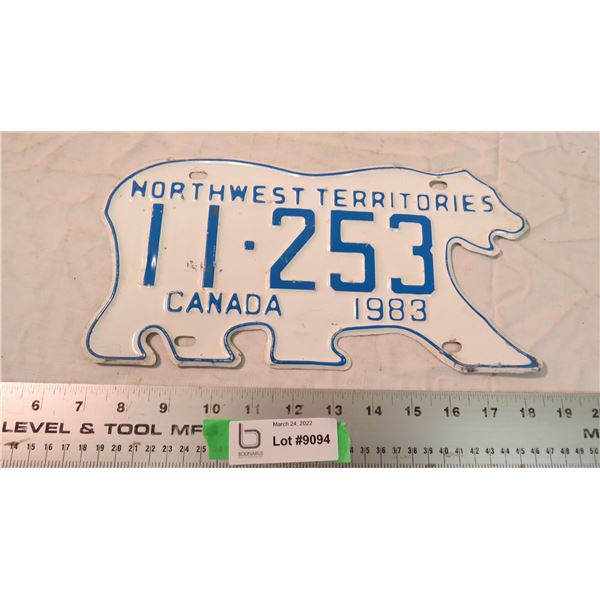 NORTHWEST TERRITORIES
11·253
CANADA 1983
6 7 8 9 10 11 12 13 14 15 16 17 18 19
LEVEL & TOOL MF
March 24, 2022
Lot #9094
BODNARUS